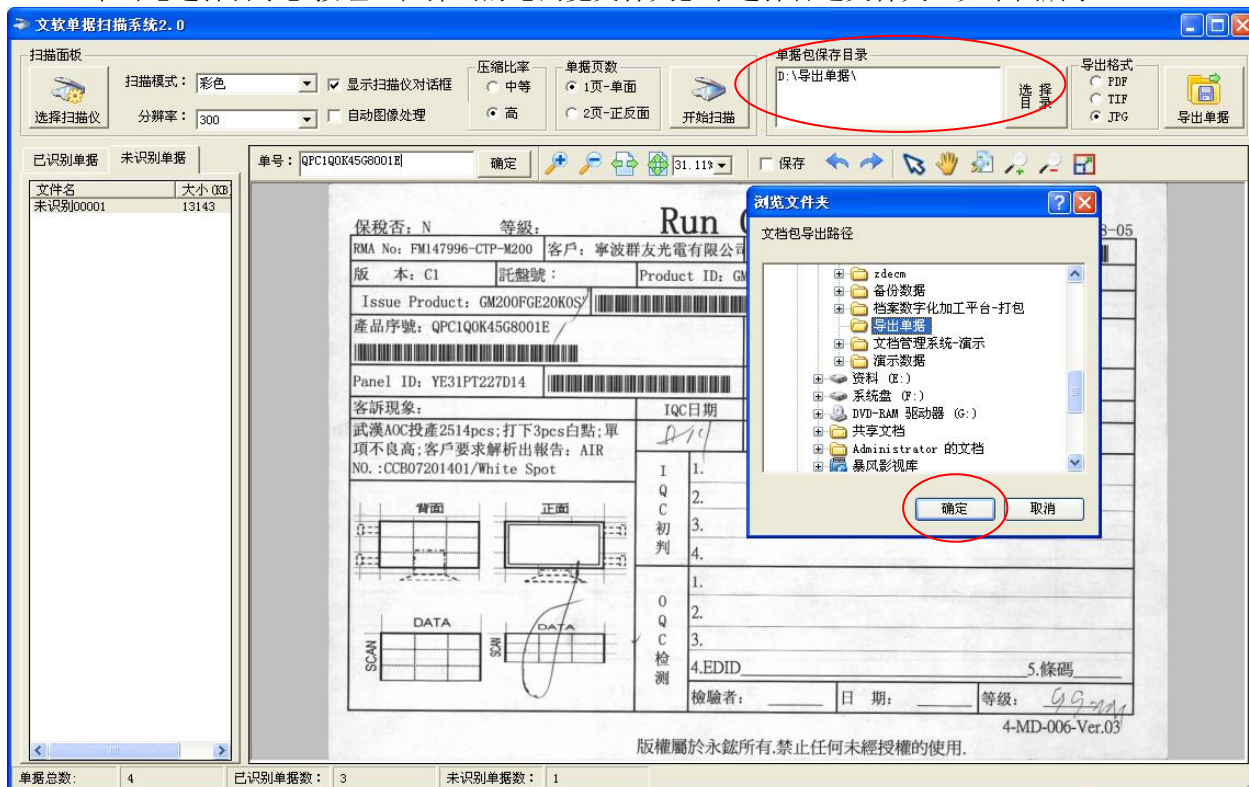 文软单据扫描系统2.0
扫描面板
选择扫描仪
扫描模式： 彩色
分辨率： 300
显示扫描仪对话框
自动图像处理
压缩比率
中等
高
单据页数
1页-单面
2页-正反面
开始扫描
单据包保存目录
D:\导出单据\
选择目录
导出格式
PDF
TIF
JPG
导出单据
已识别单据 未识别单据
文件名 大小(KB)
未识别00001 13143
单号： QPC1Q0K45G8001E 确定 31.11% 保存
保稅否：N 等級： Run
RMA No: FM147996-CTP-M200 客戶：寧波群友光電有限公司
版 本：C1 託盤號： Product ID: GM
Issue Product: GM200FGE20K0S
產品序號：QPC1Q0K45G8001E
Panel ID: YE31PT227D14
客訴現象： IQC日期
武漢AOC投產2514pcs;打下3pcs白點;單
項不良高;客戶要求解析出報告：AIR
NO.:CCB07201401/White Spot
背面 正面
DATA DATA
SCAN SCAN
IQC初判
1.
2.
3.
4.
OQC检测
1.
2.
3.
4.EDID 5.條碼
檢驗者： 日 期： 等级：
4-MD-006-Ver.03
版權屬於永鋐所有.禁止任何未經授權的使用.
浏览文件夹
文档包导出路径
zdecm
备份数据
档案数字化加工平台-打包
导出单据
文档管理系统-演示
演示数据
资料 (E:)
系统盘 (F:)
DVD-RAM 驱动器 (G:)
共享文档
Administrator 的文档
暴风影视库
确定 取消
单据总数: 4 已识别单据数: 3 未识别单据数: 1